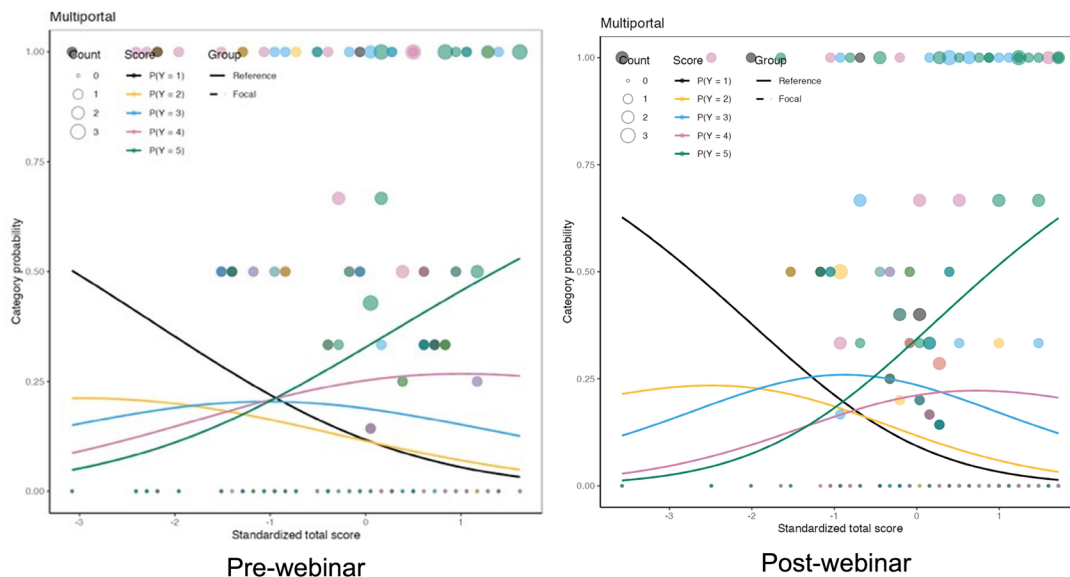 Multiportal
Count Score Group
0 P(Y = 1) Reference
1 P(Y = 2) Focal
2 P(Y = 3)
3 P(Y = 4)
P(Y = 5)
1.00
0.75
0.50
0.25
0.00
Category probability
-3 -2 -1 0 1
Standardized total score
Pre-webinar
Multiportal
Count Score Group
0 P(Y = 1) Reference
1 P(Y = 2) Focal
2 P(Y = 3)
3 P(Y = 4)
P(Y = 5)
1.00
0.75
0.50
0.25
0.00
Category probability
-3 -2 -1 0 1
Standardized total score
Post-webinar